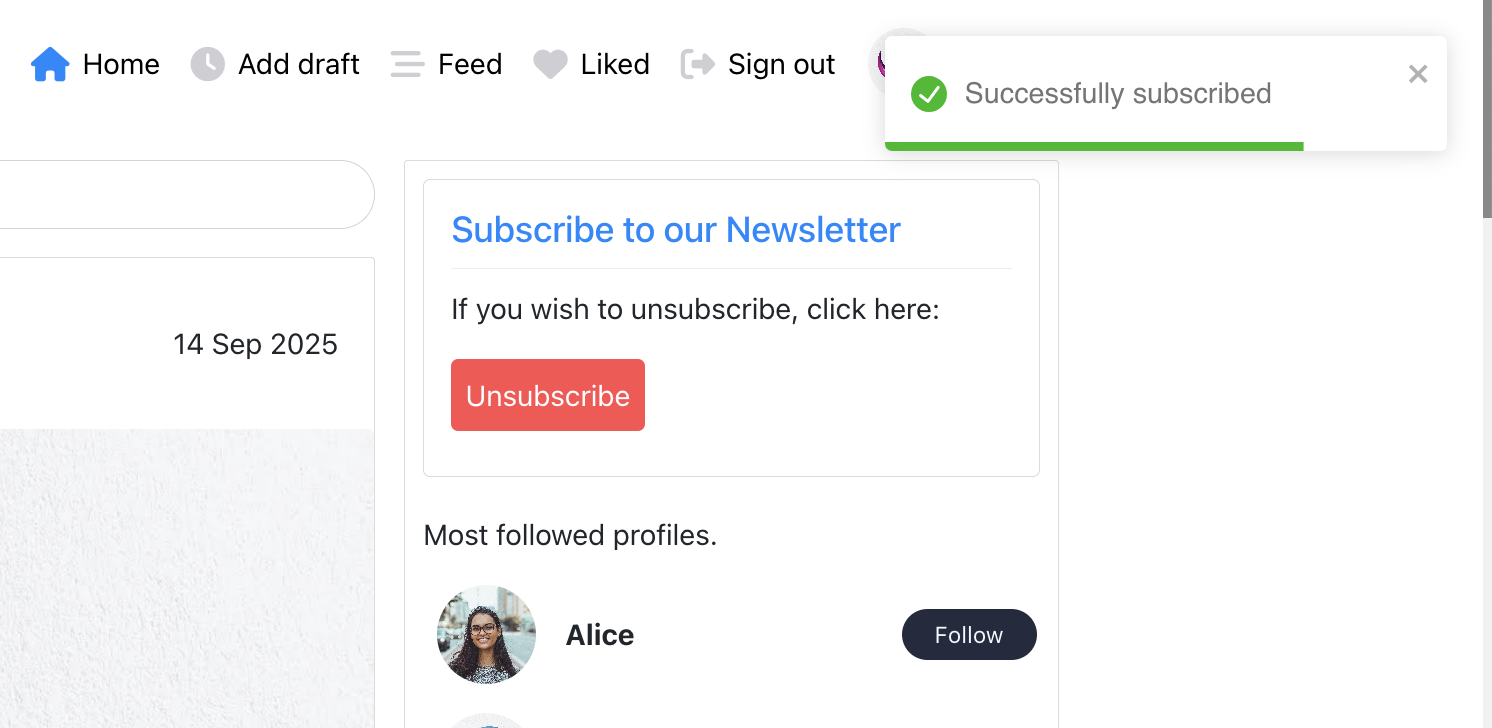 Home Add draft Feed Liked Sign out
Successfully subscribed
Subscribe to our Newsletter
If you wish to unsubscribe, click here:
14 Sep 2025
Unsubscribe
Most followed profiles.
Alice Follow